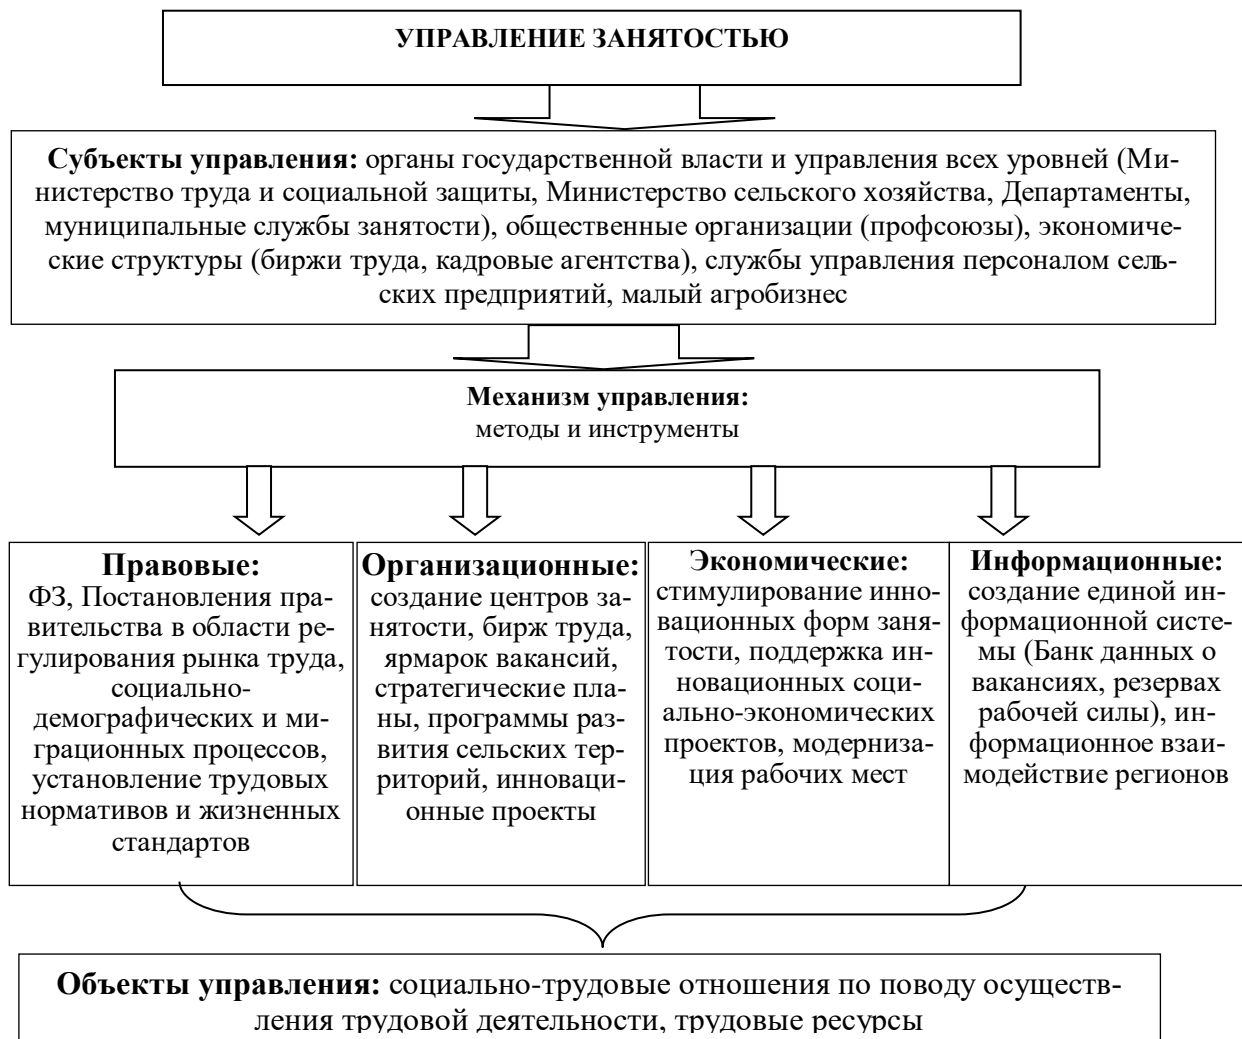 УПРАВЛЕНИЕ ЗАНЯТОСТЬЮ
Субъекты управления: органы государственной власти и управления всех уровней (Ми-
нистерство труда и социальной защиты, Министерство сельского хозяйства, Департаменты,
муниципальные службы занятости), общественные организации (профсоюзы), экономиче-
ские структуры (биржи труда, кадровые агентства), службы управления персоналом сель-
ских предприятий, малый агробизнес
Механизм управления:
методы и инструменты
Правовые:
ФЗ, Постановления пра-
вительства в области ре-
гулирования рынка труда,
социально-
демографических и ми-
грационных процессов,
установление трудовых
нормативов и жизненных
стандартов
Организационные:
создание центров за-
нятости, бирж труда,
ярмарок вакансий,
стратегические пла-
ны, программы раз-
вития сельских тер-
риторий, инноваци-
онные проекты
Экономические:
стимулирование инно-
вационных форм заня-
тости, поддержка ин-
новационных соци-
ально-экономических
проектов, модерниза-
ция рабочих мест
Информационные:
создание единой ин-
формационной систе-
мы (Банк данных о
вакансиях, резервах
рабочей силы), ин-
формационное взаи-
модействие регионов
Объекты управления: социально-трудовые отношения по поводу осуществ-
ления трудовой деятельности, трудовые ресурсы